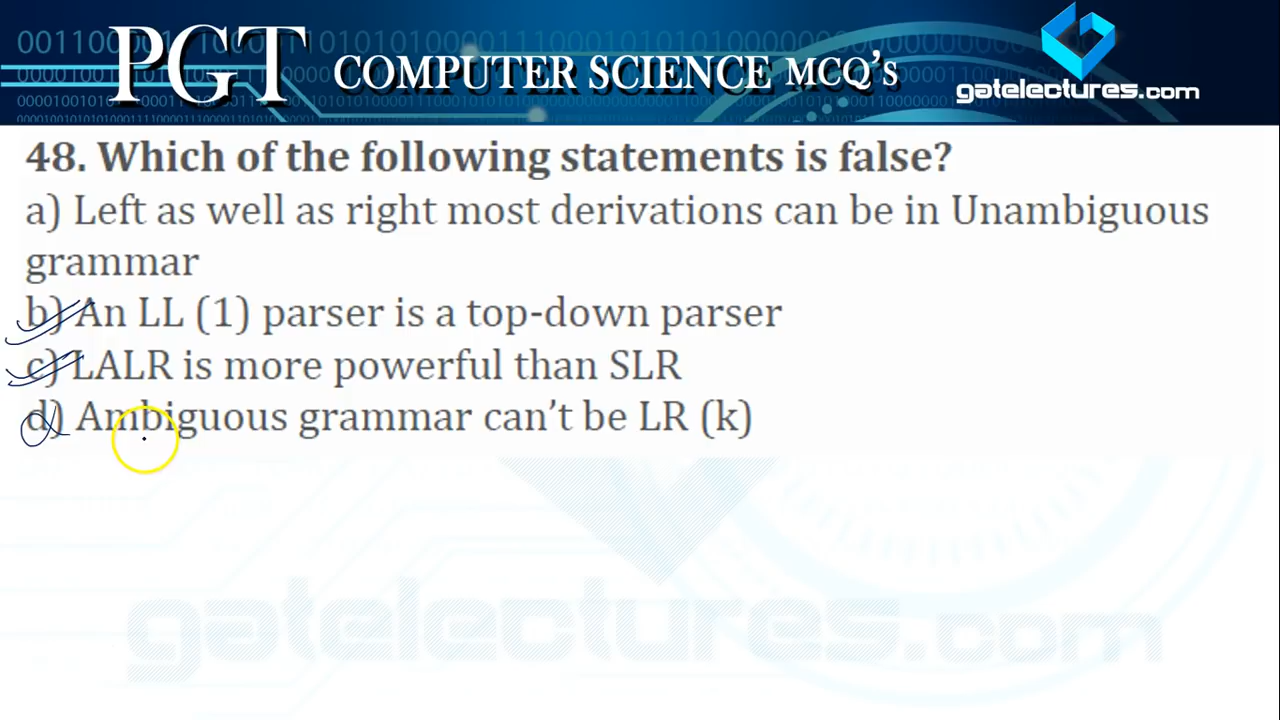 PGT COMPUTER SCIENCE MCQ's
gatelectures.com
48. Which of the following statements is false?
a) Left as well as right most derivations can be in Unambiguous
grammar
b) An LL (1) parser is a top-down parser
c) LALR is more powerful than SLR
d) Ambiguous grammar can't be LR (k)
gatelectures.com